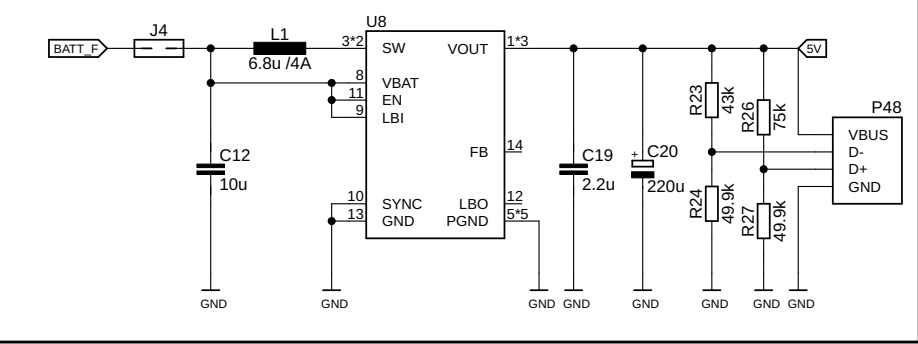 BATT_F
J4
L1
6.8u /4A
U8
3*2 SW VOUT 1*3
8 VBAT
11 EN
9 LBI
FB 14
10 SYNC LBO 12
13 GND PGND 5*5
C12
10u
C19
2.2u
+ C20
220u
R23
43k
R26
75k
R24
49.9k
R27
49.9k
5V
P48
VBUS
D-
D+
GND
GND
GND
GND
GND
GND
GND
GND
GND